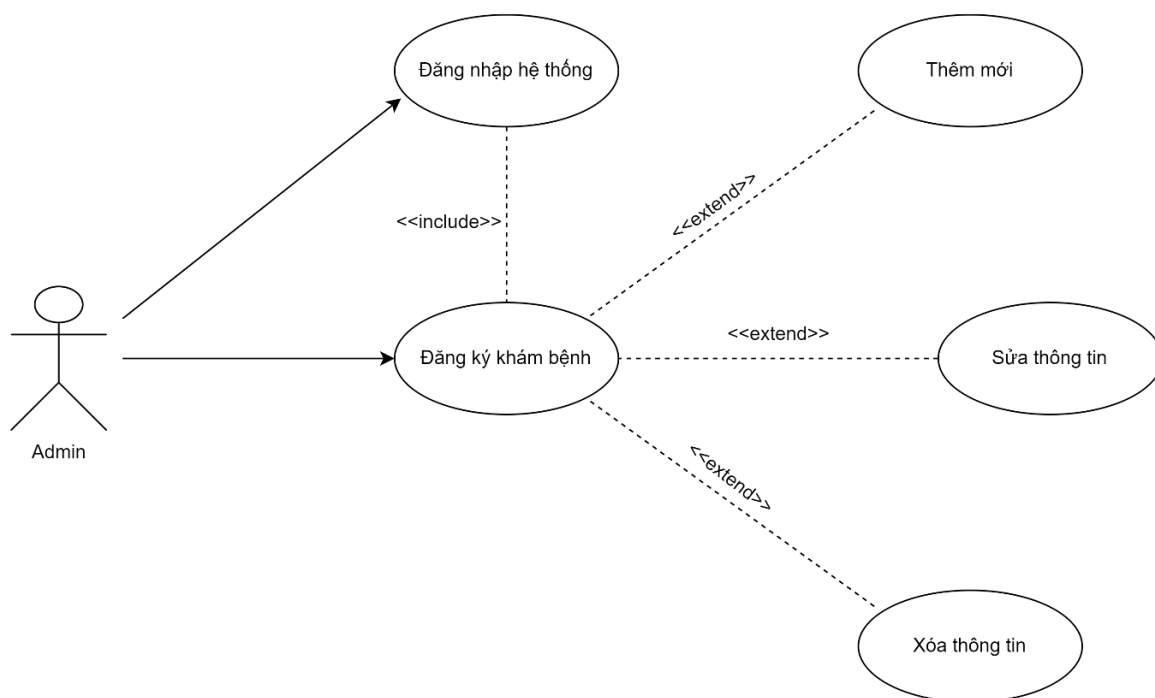 Đăng nhập hệ thống
Thêm mới
<<extend>>
<<include>>
<<extend>>
Đăng ký khám bệnh
Sửa thông tin
Admin
<<extend>>
Xóa thông tin